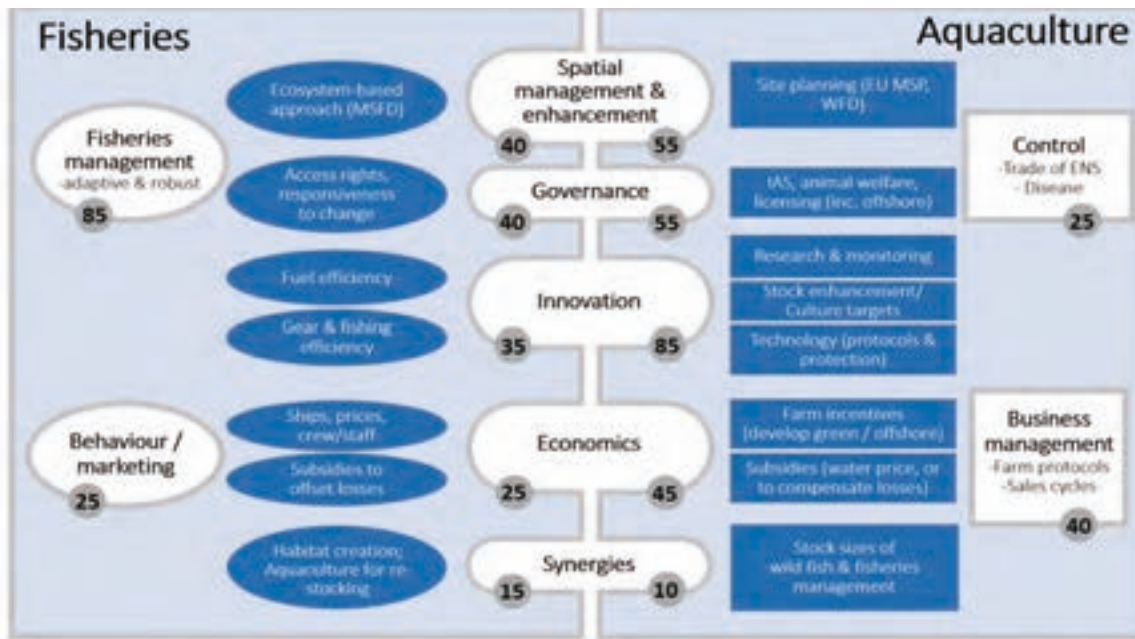 Fisheries
Aquaculture
Fisheries
management
-adaptive & robust
85
Behaviour /
marketing
25
Ecosystem-based
approach (MSFD)
Access rights,
responsiveness
to change
Fuel efficiency
Gear & fishing
efficiency
Ships, prices,
crew/staff
Subsidies to
offset losses
Habitat creation;
Aquaculture for re-
stocking
Spatial
management &
enhancement
40
55
Governance
40
55
Innovation
35
85
Economics
25
45
Synergies
15
10
Site planning (EU MSP,
WFD)
IAS, animal welfare,
licensing (inc. offshore)
Research & monitoring
Stock enhancement/
Culture targets
Technology (protocols &
protection)
Farm incentives
(develop green / offshore)
Subsidies (water price, or
to compensate losses)
Stock sizes of
wild fish & fisheries
management
Control
-Trade of ENS
- Disease
25
Business
management
-Farm protocols
-Sales cycles
40